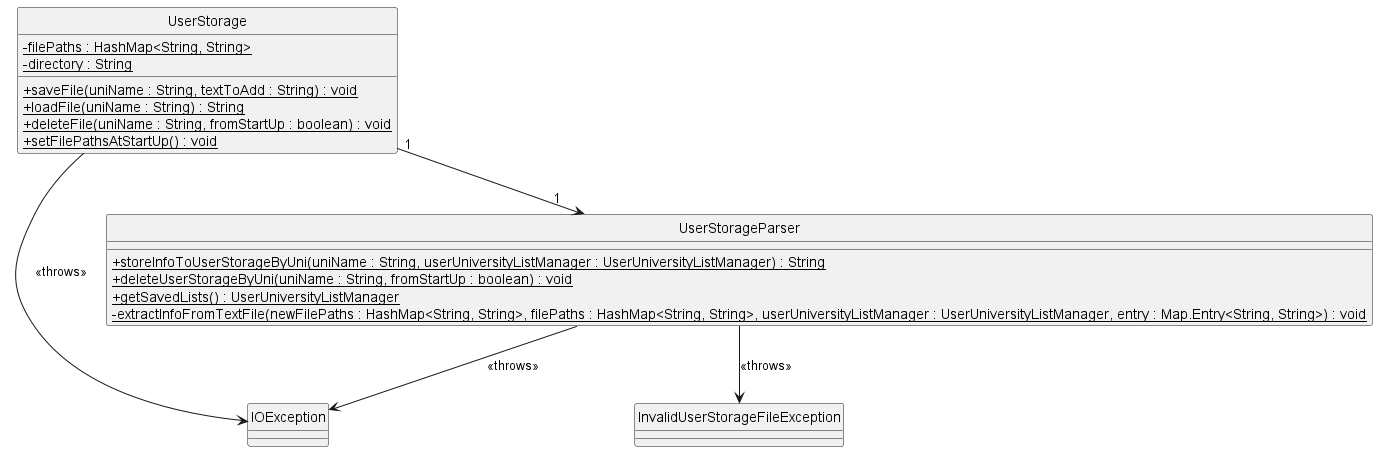 UserStorage
-filePaths : HashMap<String, String>
-directory : String
+saveFile(uniName : String, textToAdd : String) : void
+loadFile(uniName : String) : String
+deleteFile(uniName : String, fromStartUp : boolean) : void
+setFilePathsAtStartUp() : void
1
1
UserStorageParser
+storeInfoToUserStorageByUni(uniName : String, userUniversityListManager : UserUniversityListManager) : String
+deleteUserStorageByUni(uniName : String, fromStartUp : boolean) : void
+getSavedLists() : UserUniversityListManager
-extractInfoFromTextFile(newFilePaths : HashMap<String, String>, filePaths : HashMap<String, String>, userUniversityListManager : UserUniversityListManager, entry : Map.Entry<String, String>) : void
«throws»
«throws»
«throws»
IOException
InvalidUserStorageFileException